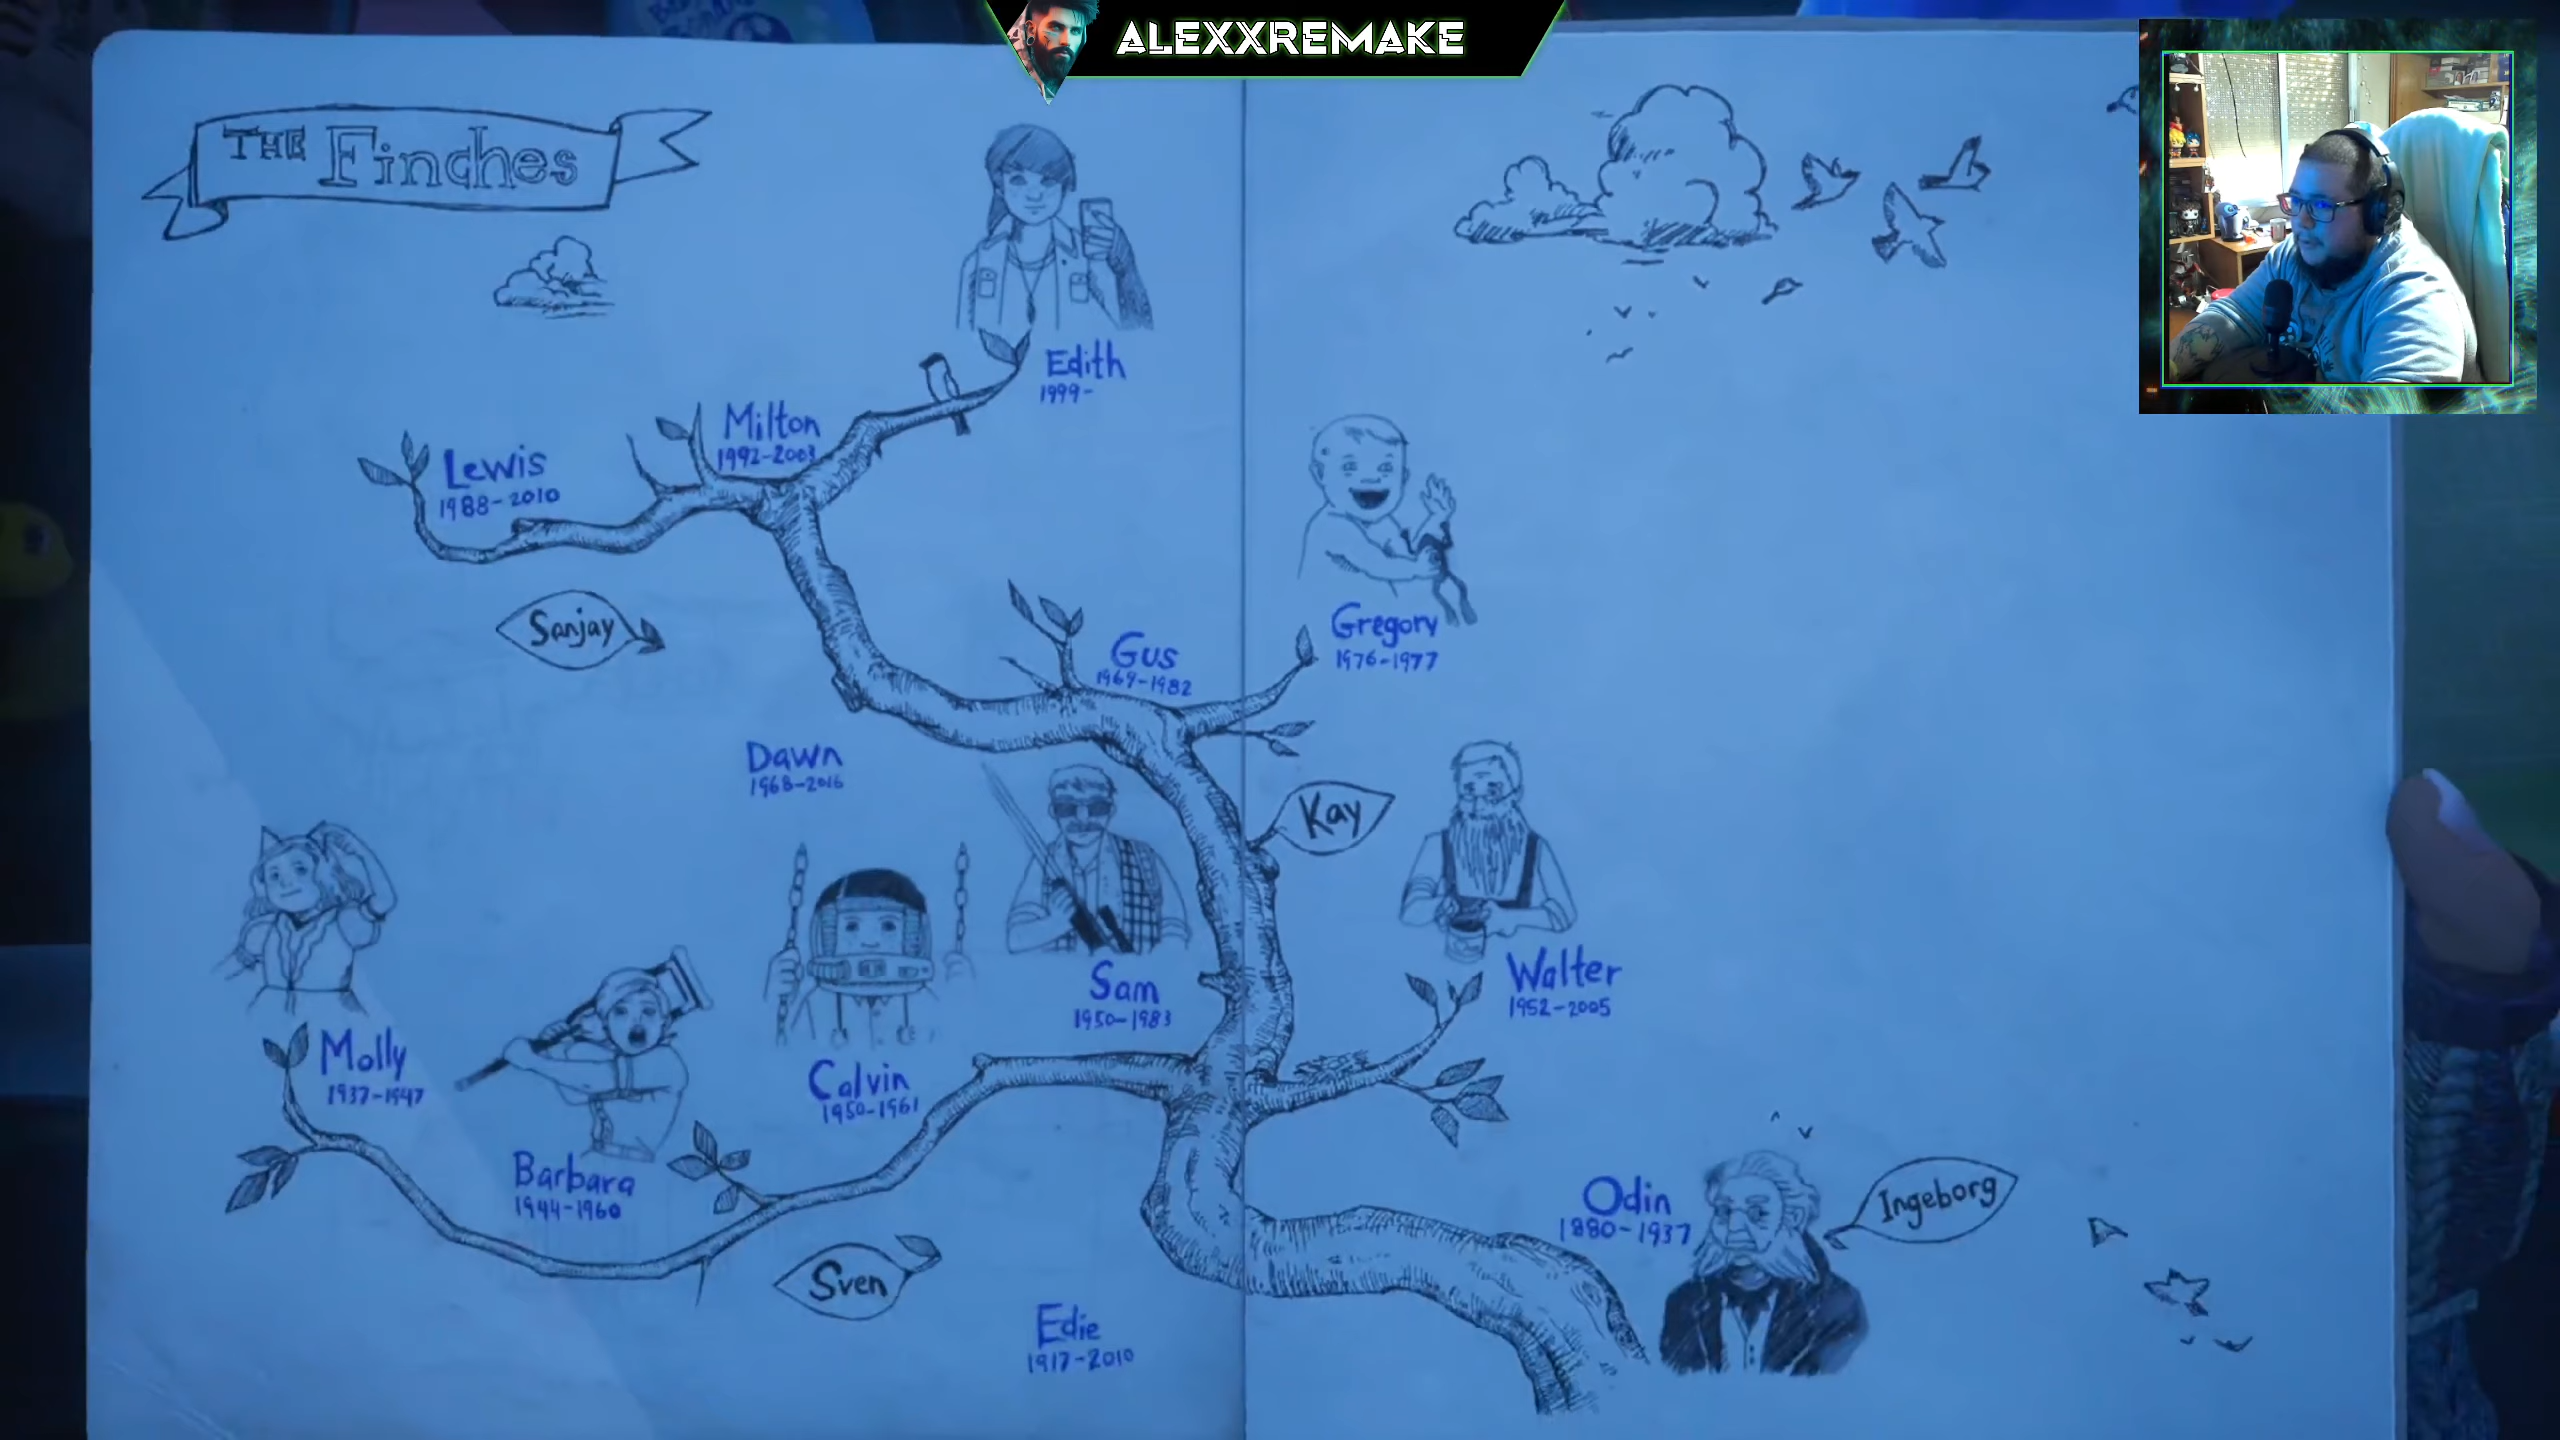 ALEXXREMAKE
THE Finches
Edith
1999-
Milton
1992-2003
Lewis
1988-2010
Sanjay
Gus
1969-1982
Gregory
1976-1977
Dawn
1968-2016
Kay
Sam
1950-1983
Walter
1952-2005
Molly
1937-1947
Calvin
1950-1961
Barbara
1944-1960
Odin
1880-1937
Ingeborg
Sven
Edie
1917-2010